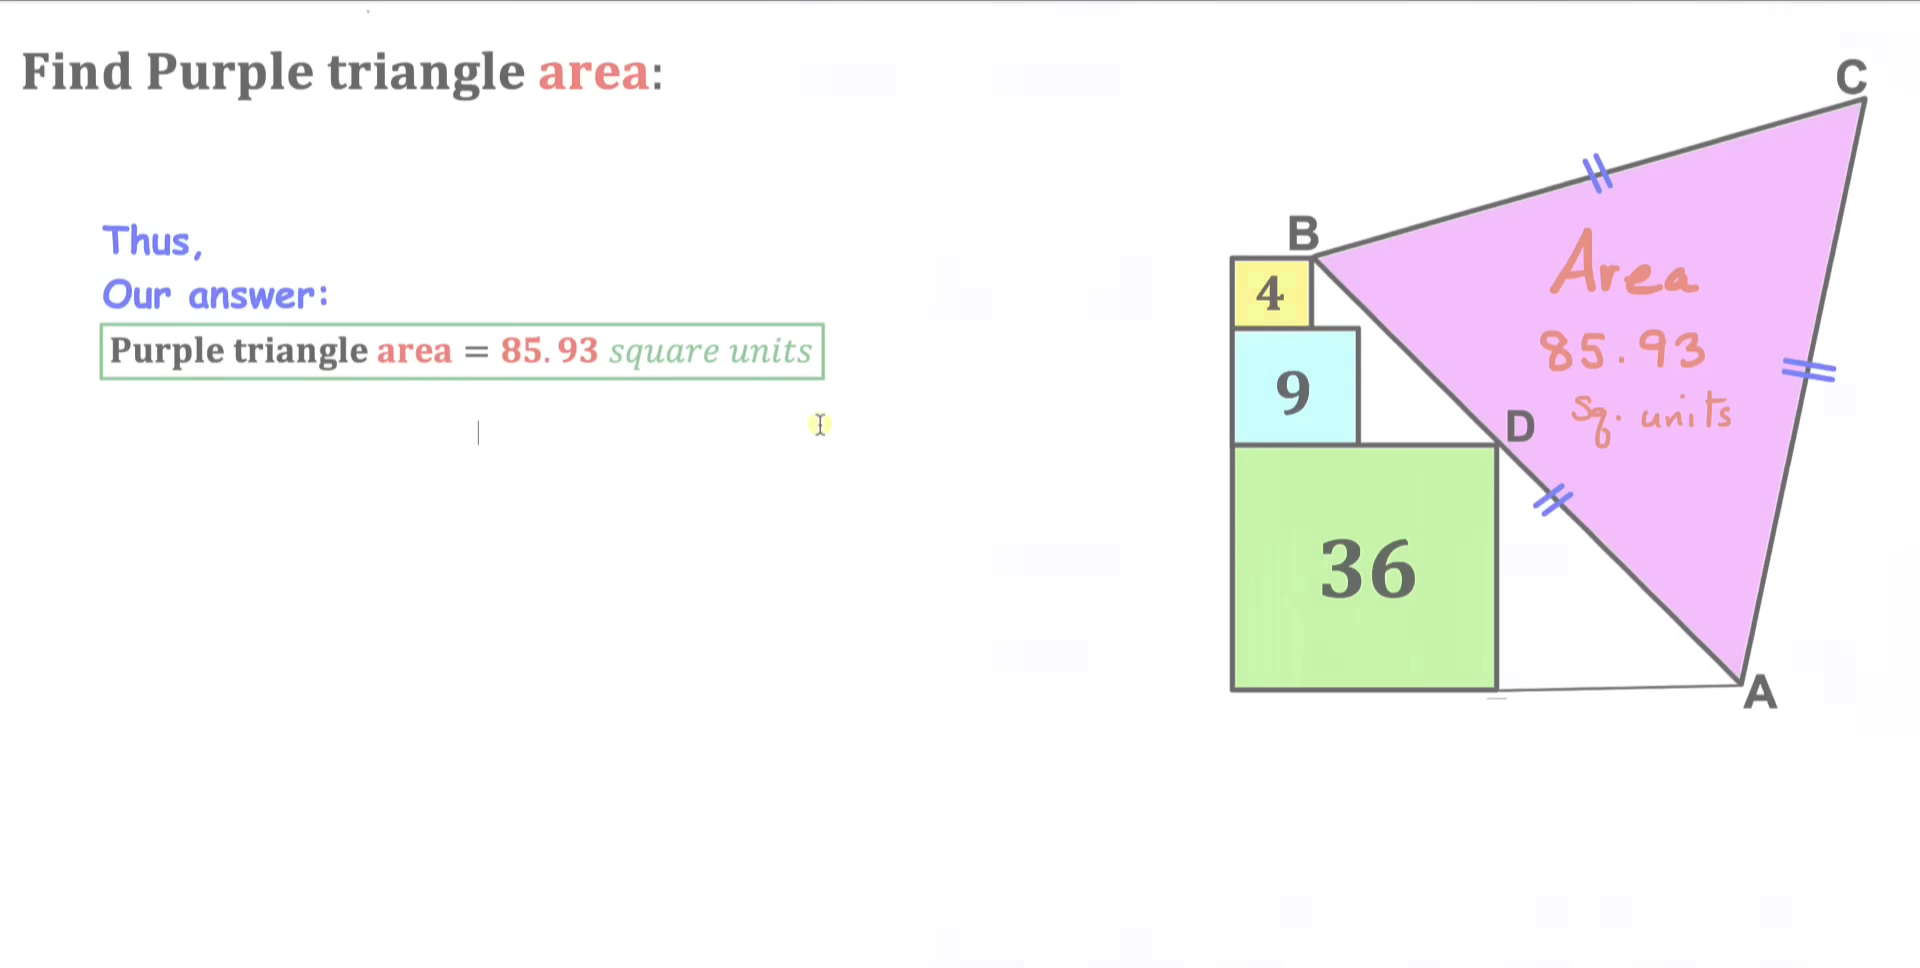 Find Purple triangle area:
C
B
Thus,
Our answer:
Purple triangle area = 85.93 square units
4
9
D
36
A
Area
85.93
sq. units